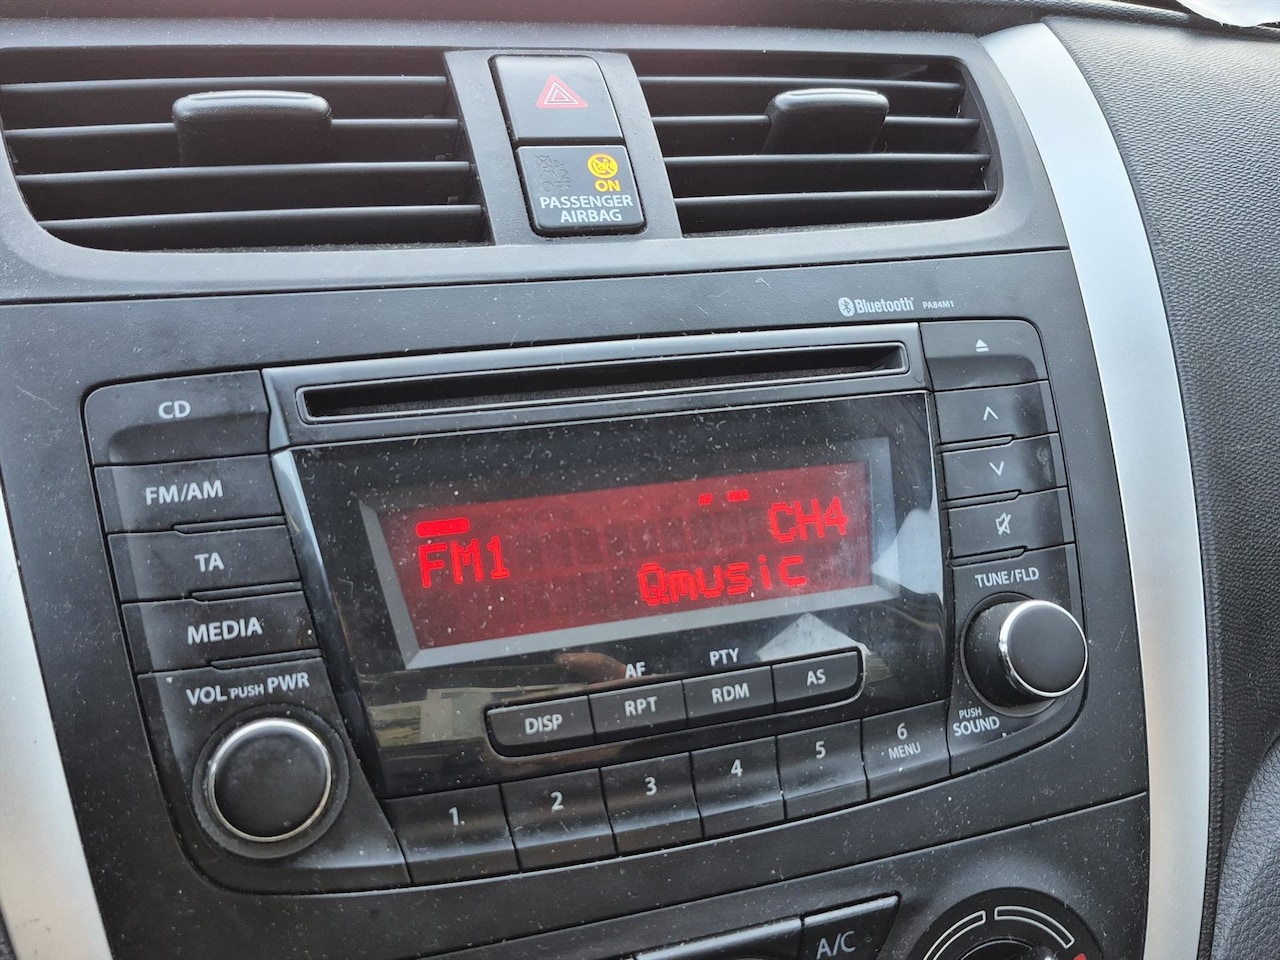 ON
PASSENGER
AIRBAG
Bluetooth PA84M1
CD
FM/AM
TA
MEDIA
VOL PUSH PWR
FM1
CH4
Qmusic
TUNE/FLD
PUSH
SOUND
AF
PTY
DISP
RPT
RDM
AS
1
2
3
4
5
6
MENU
A/C